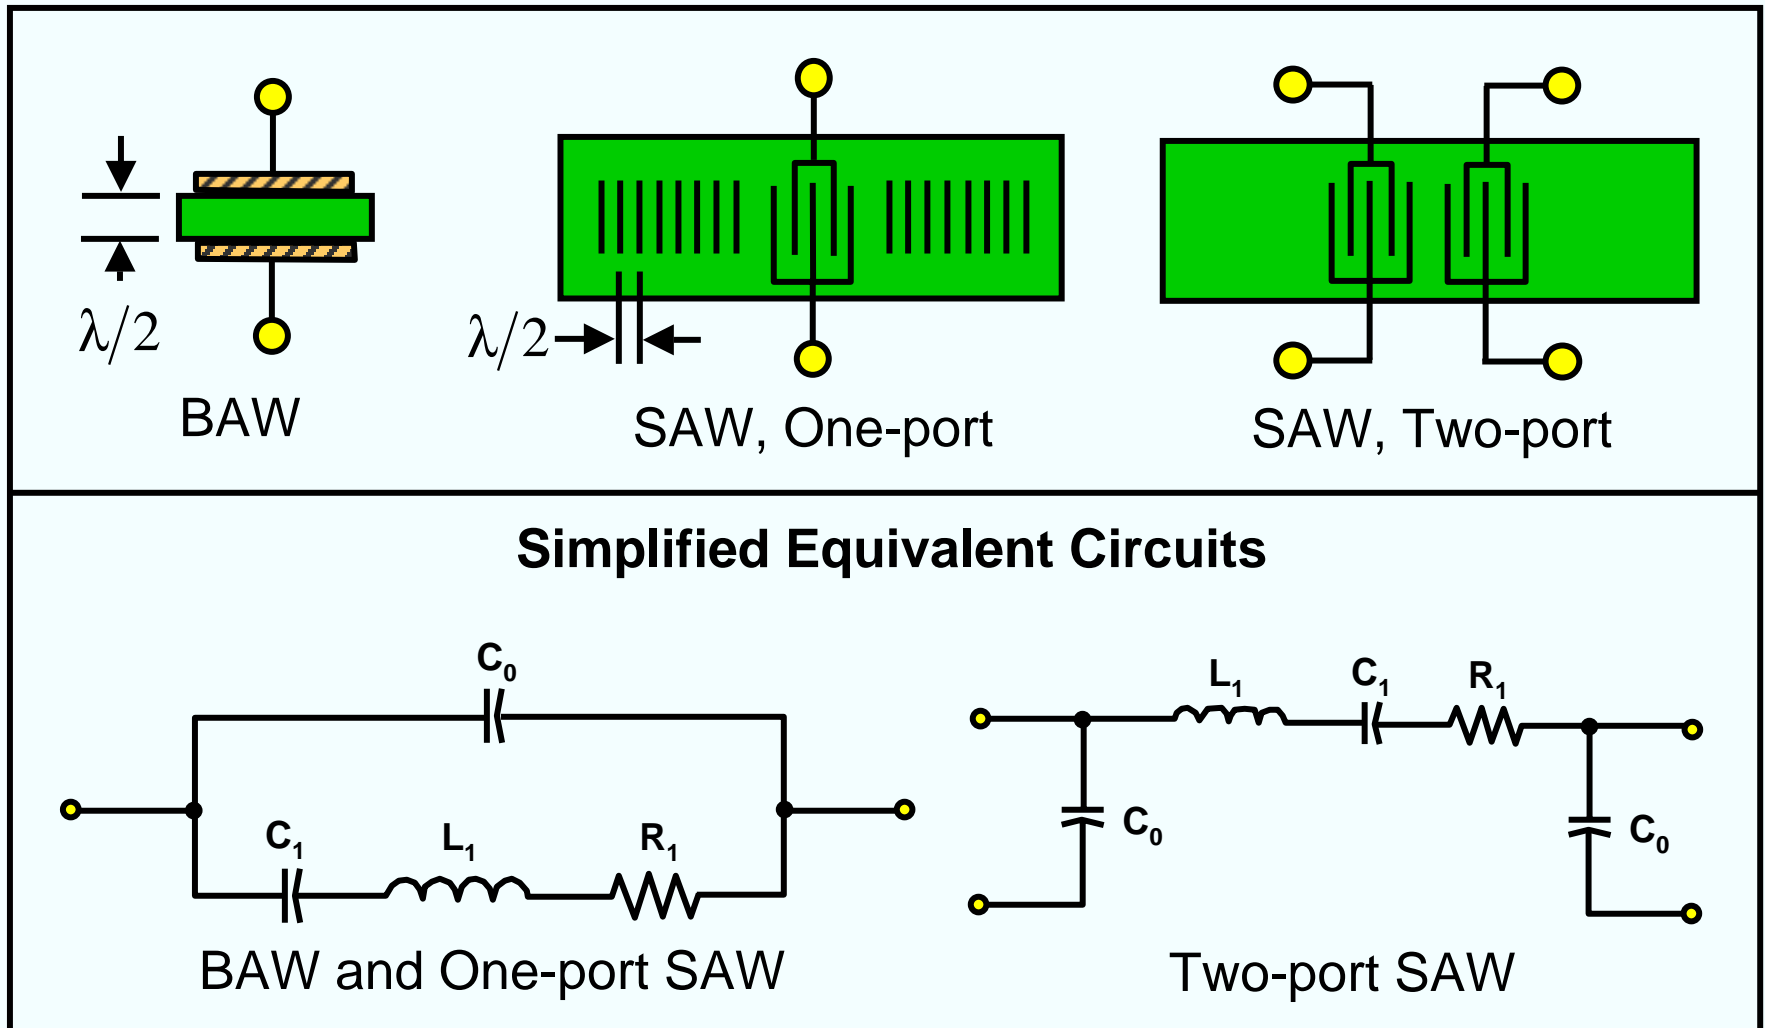 λ/2
BAW
λ/2
SAW, One-port
SAW, Two-port
Simplified Equivalent Circuits
C₀
C₁
L₁
R₁
BAW and One-port SAW
L₁
C₁
R₁
C₀
C₀
Two-port SAW